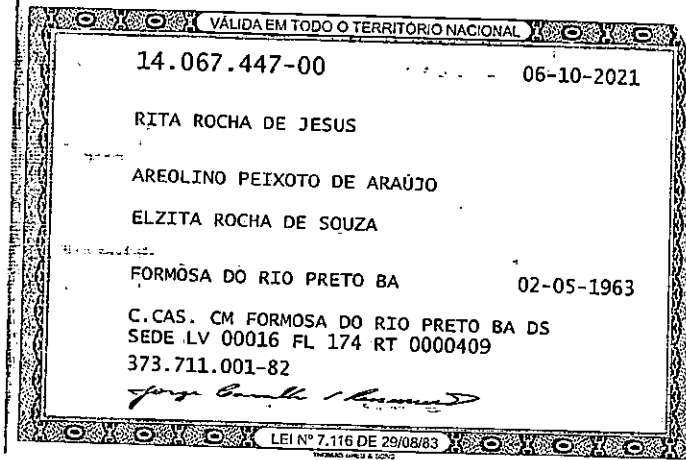 VÁLIDA EM TODO O TERRITÓRIO NACIONAL
14.067.447-00 06-10-2021
RITA ROCHA DE JESUS
AREOLINO PEIXOTO DE ARAÚJO
ELZITA ROCHA DE SOUZA
FORMOSA DO RIO PRETO BA 02-05-1963
C.CAS. CM FORMOSA DO RIO PRETO BA DS
SEDE LV 00016 FL 174 RT 0000409
373.711.001-82
LEI Nº 7.116 DE 29/08/83